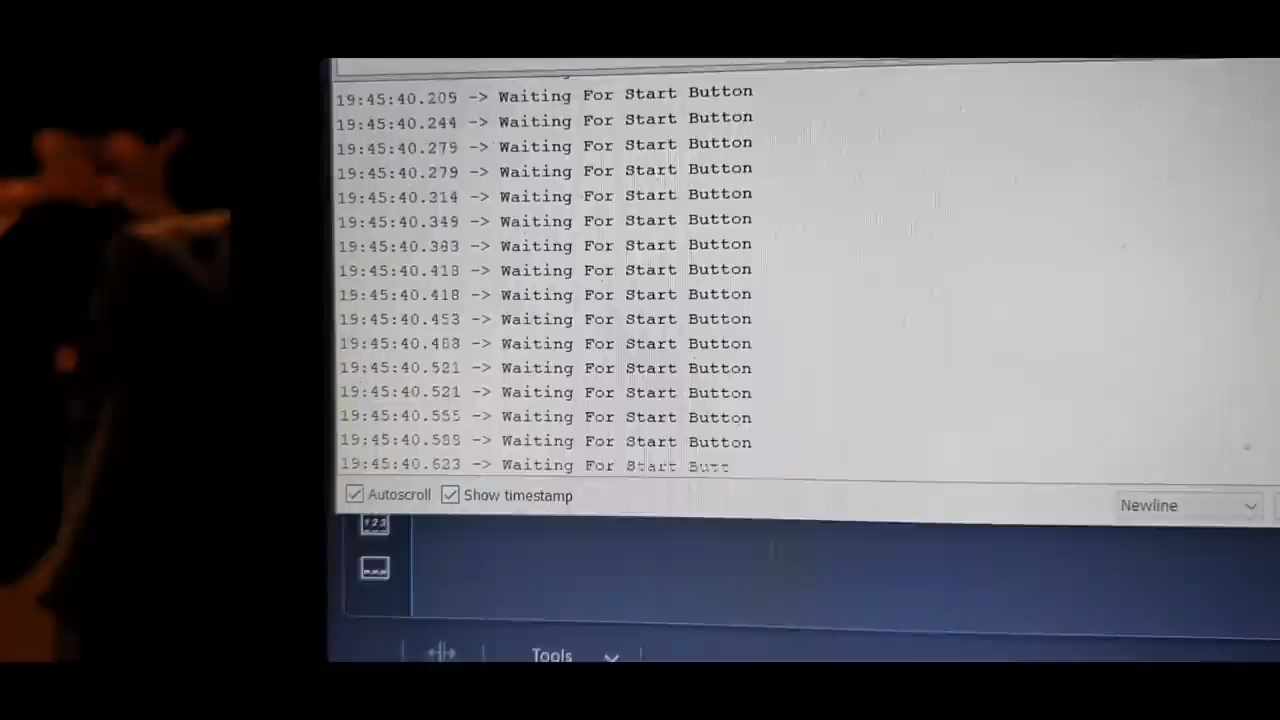 19:45:40.209 -> Waiting For Start Button
19:45:40.244 -> Waiting For Start Button
19:45:40.279 -> Waiting For Start Button
19:45:40.279 -> Waiting For Start Button
19:45:40.314 -> Waiting For Start Button
19:45:40.349 -> Waiting For Start Button
19:45:40.383 -> Waiting For Start Button
19:45:40.418 -> Waiting For Start Button
19:45:40.418 -> Waiting For Start Button
19:45:40.453 -> Waiting For Start Button
19:45:40.488 -> Waiting For Start Button
19:45:40.521 -> Waiting For Start Button
19:45:40.521 -> Waiting For Start Button
19:45:40.555 -> Waiting For Start Button
19:45:40.588 -> Waiting For Start Button
19:45:40.623 -> Waiting For Start Butt
Autoscroll Show timestamp Newline
123
Tools